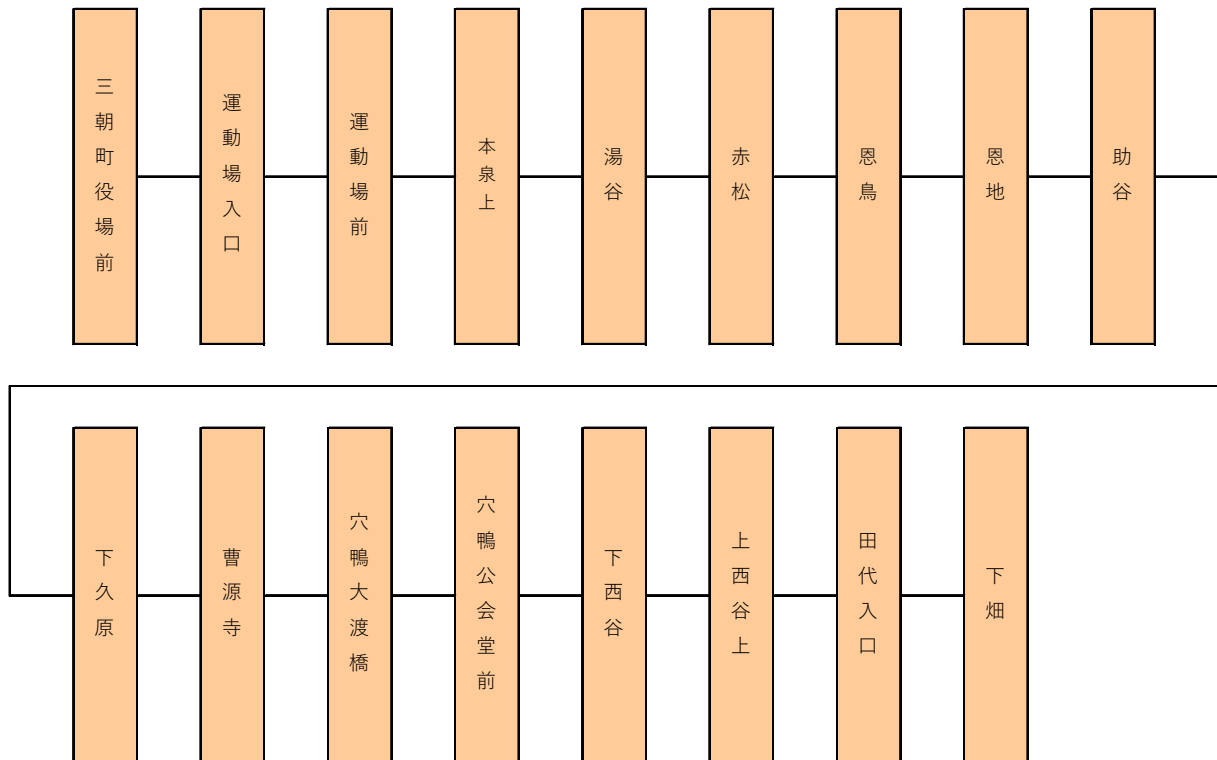 三朝町役場前
運動場入口
運動場前
本泉上
湯谷
赤松
恩鳥
恩地
助谷
下久原
曹源寺
穴鴨大渡橋
穴鴨公会堂前
下西谷
上西谷上
田代入口
下畑